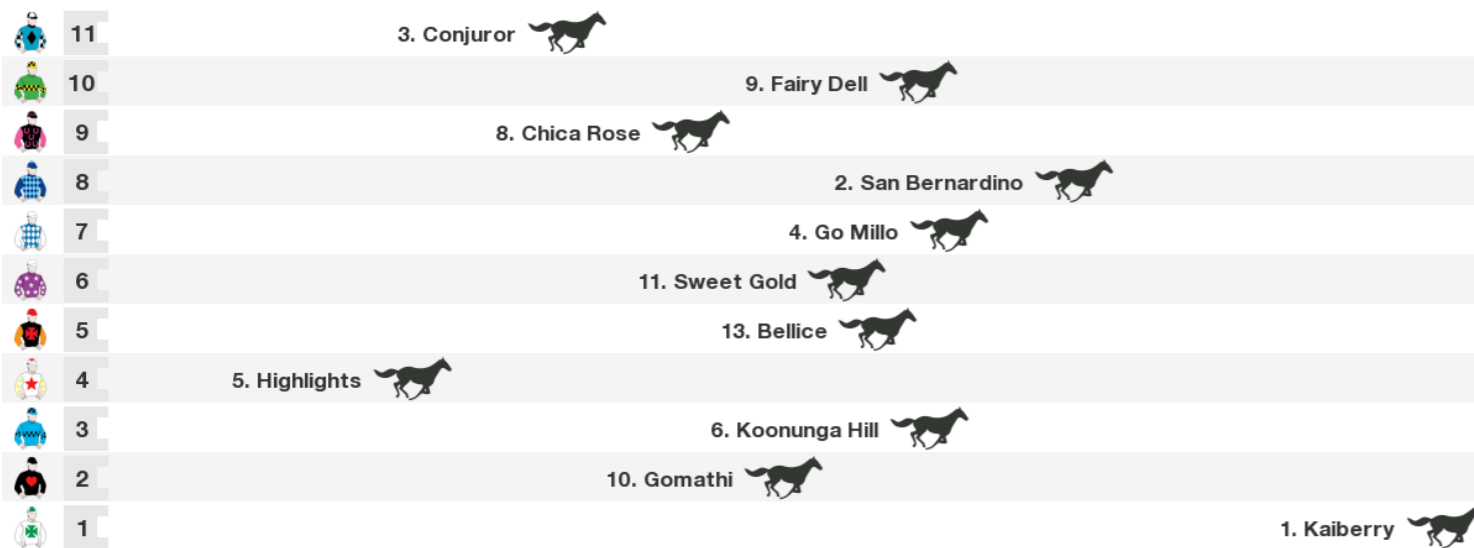 11 3. Conjuror
10 9. Fairy Dell
9 8. Chica Rose
8 2. San Bernardino
7 4. Go Millo
6 11. Sweet Gold
5 13. Bellice
4 5. Highlights
3 6. Koonunga Hill
2 10. Gomathi
1 1. Kaiberry